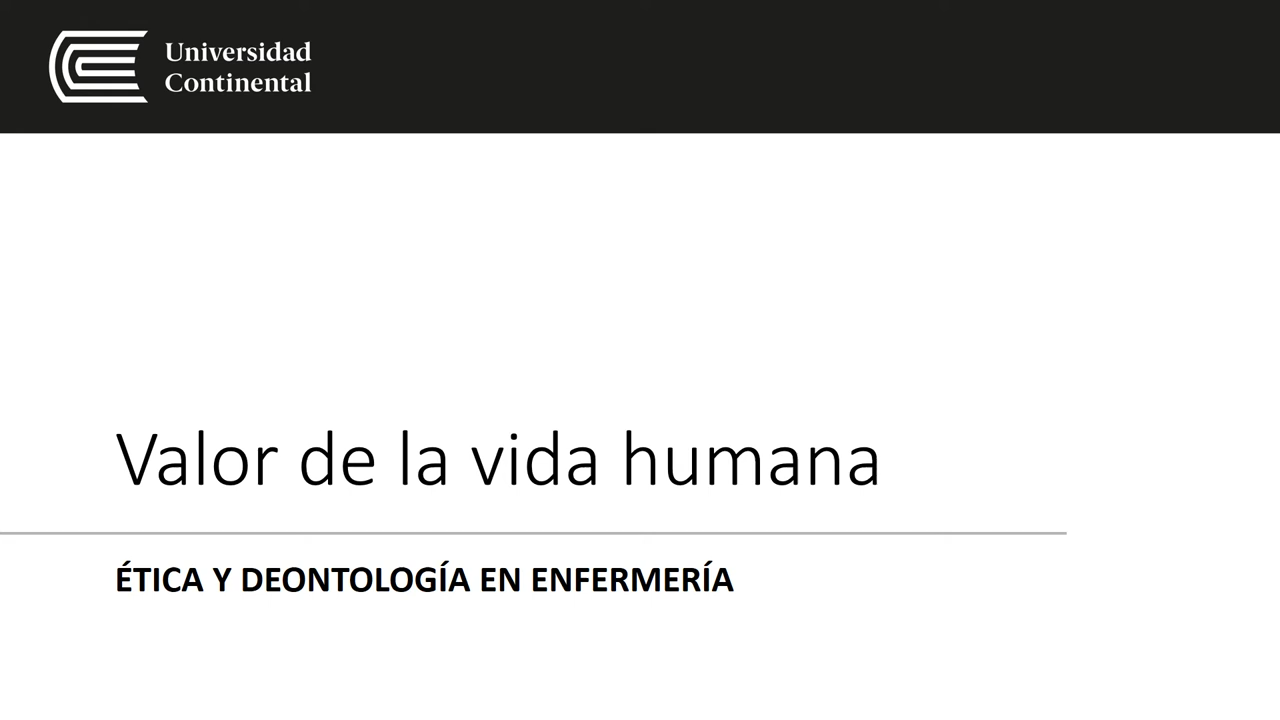 Universidad
Continental
Valor de la vida humana
ÉTICA Y DEONTOLOGÍA EN ENFERMERÍA